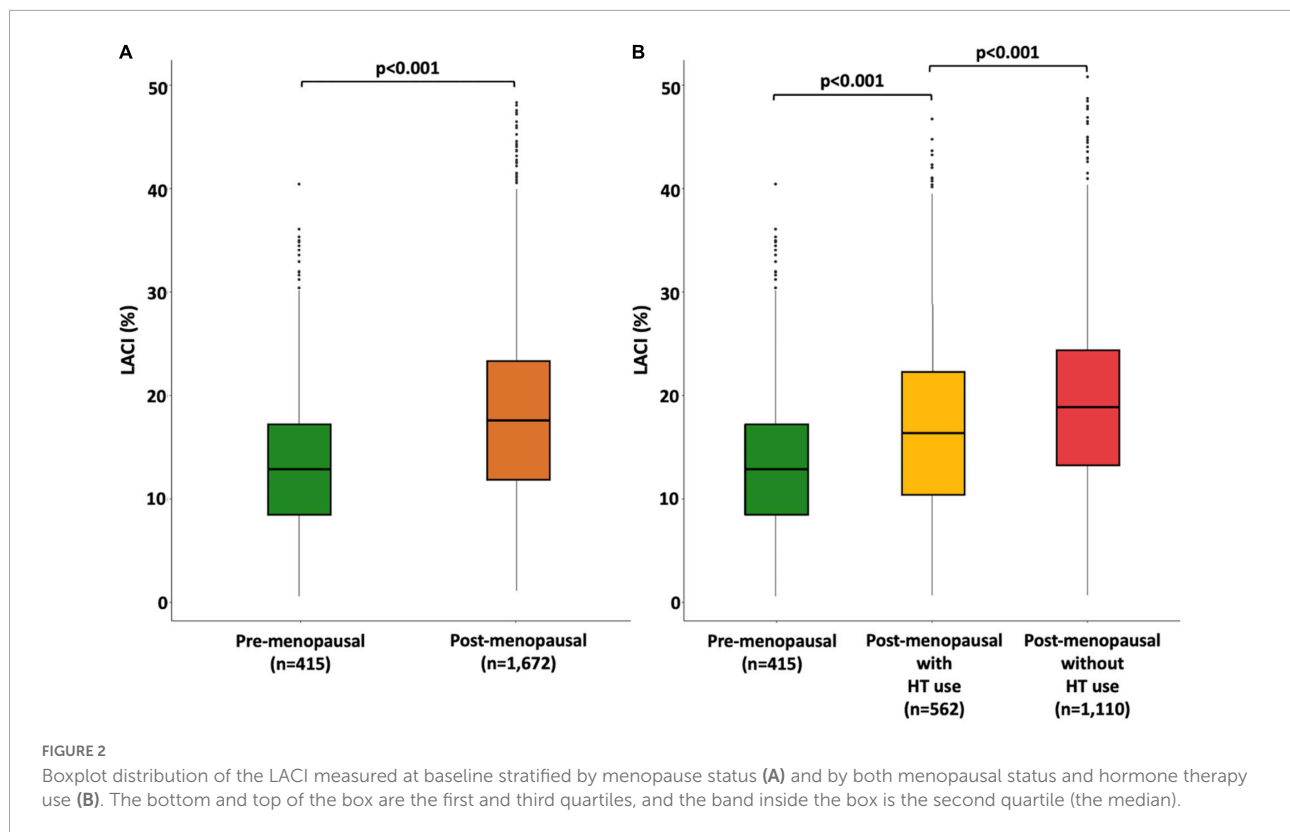 A
p<0.001
50
40
30
20
10
0
LACI (%)
Pre-menopausal
(n=415)
Post-menopausal
(n=1,672)
B
p<0.001
p<0.001
50
40
30
20
10
0
LACI (%)
Pre-menopausal
(n=415)
Post-menopausal
with
HT use
(n=562)
Post-menopausal
without
HT use
(n=1,110)
FIGURE 2
Boxplot distribution of the LACI measured at baseline stratified by menopause status (A) and by both menopausal status and hormone therapy
use (B). The bottom and top of the box are the first and third quartiles, and the band inside the box is the second quartile (the median).